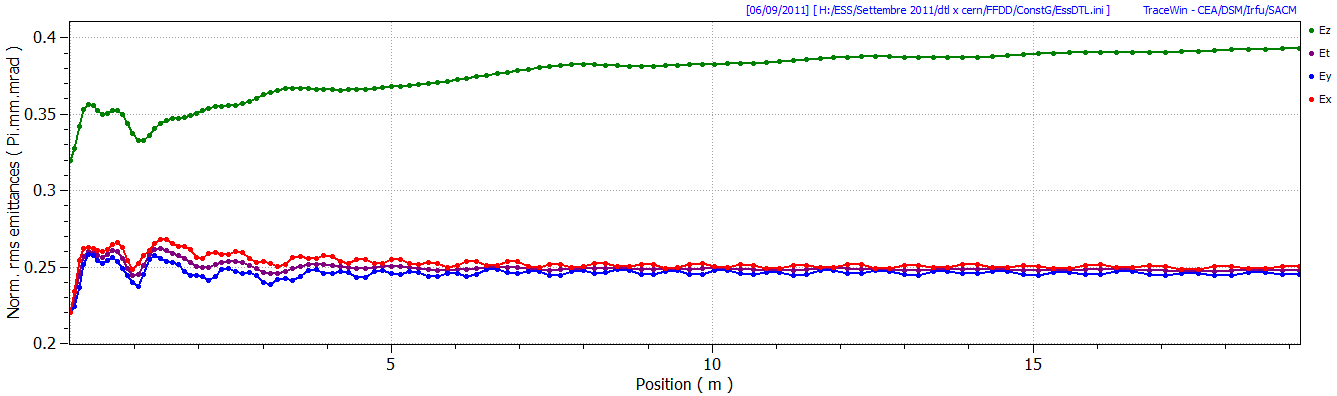 [06/09/2011] [ H:/ESS/Settembre 2011/dtl x cern/FFDD/ConstG/EssDTL.ini ] TraceWin - CEA/DSM/Irfu/SACM
Norm. rms emittances ( Pi.mm.mrad )
0.4
0.35
0.3
0.25
0.2
5 10 15
Position ( m )
Ez
Et
Ey
Ex